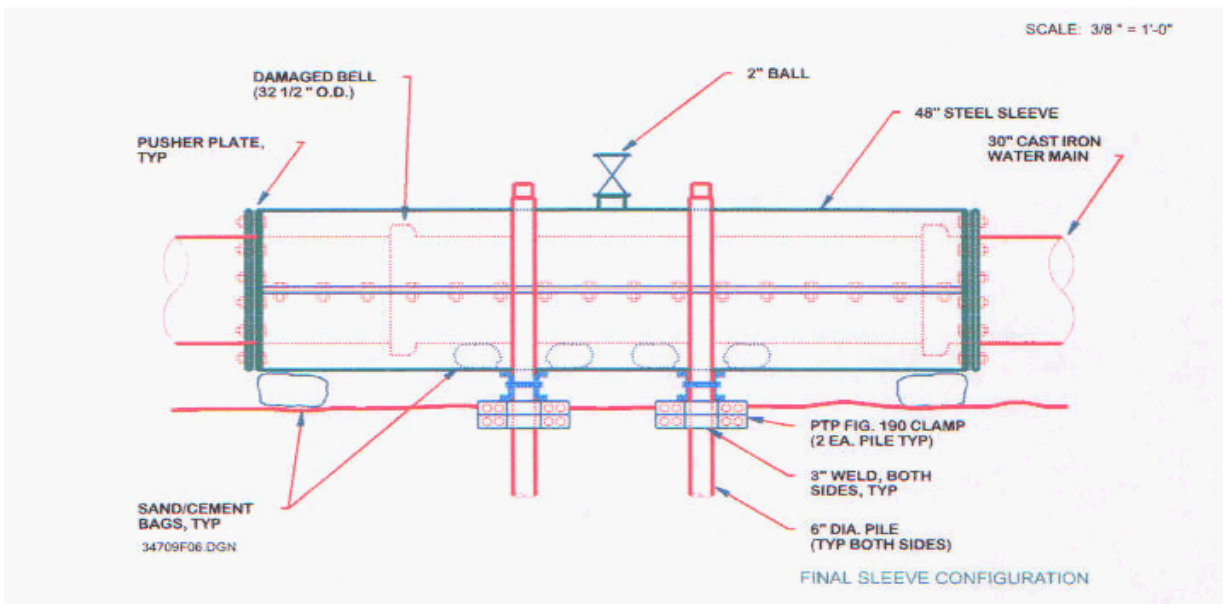 SCALE: 3/8 " = 1'-0"
DAMAGED BELL
(32 1/2 " O.D.)
2" BALL
48" STEEL SLEEVE
PUSHER PLATE,
TYP
30" CAST IRON
WATER MAIN
PTP FIG. 190 CLAMP
(2 EA. PILE TYP)
3" WELD, BOTH
SIDES, TYP
SAND/CEMENT
BAGS, TYP
34709F06.DGN
6" DIA. PILE
(TYP BOTH SIDES)
FINAL SLEEVE CONFIGURATION